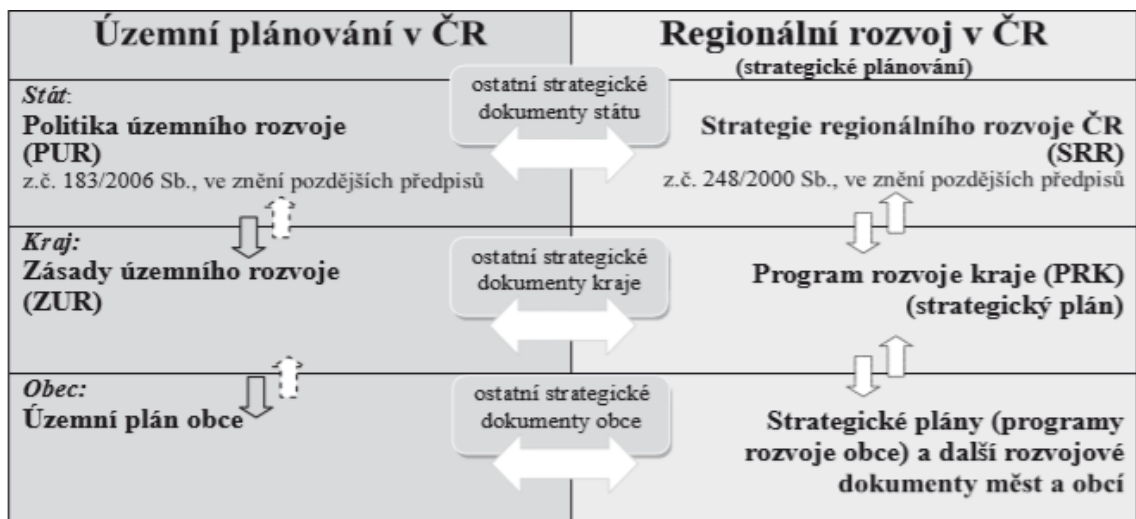 Územní plánování v ČR
Regionální rozvoj v ČR
(strategické plánování)
ostatní strategické
dokumenty státu
Stát:
Politika územního rozvoje
(PUR)
z.č. 183/2006 Sb., ve znění pozdějších předpisů
Strategie regionálního rozvoje ČR
(SRR)
z.č. 248/2000 Sb., ve znění pozdějších předpisů
Kraj:
Zásady územního rozvoje
(ZUR)
ostatní strategické
dokumenty kraje
Program rozvoje kraje (PRK)
(strategický plán)
Obec:
Územní plán obce
ostatní strategické
dokumenty obce
Strategické plány (programy
rozvoje obce) a další rozvojové
dokumenty měst a obcí